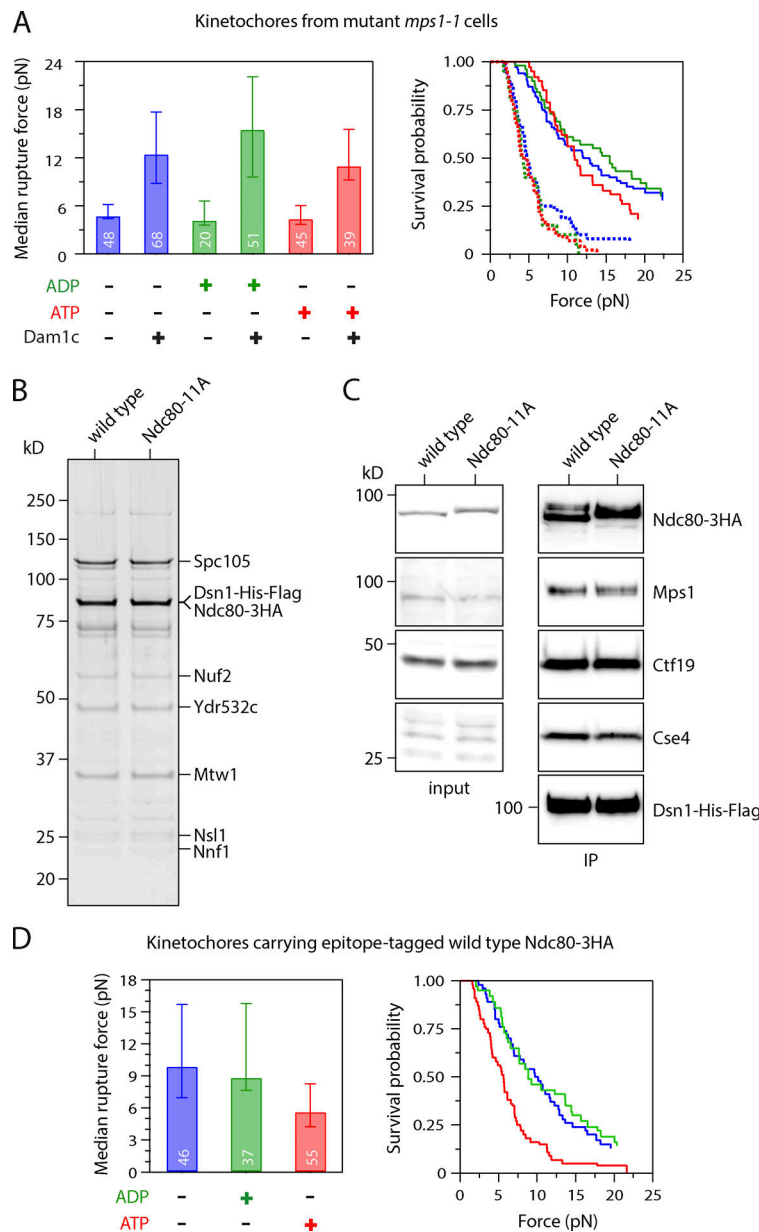 A
Kinetochores from mutant mps1-1 cells
Median rupture force (pN)
24
18
12
6
0
48
68
20
51
45
39
ADP – – + + – –
ATP – – – – + +
Dam1c – + – + – +
Survival probability
1.00
0.75
0.50
0.25
0
0 5 10 15 20 25
Force (pN)
B
wild type
Ndc80-11A
kD
250
150
100
75
50
37
25
20
Spc105
Dsn1-His-Flag
Ndc80-3HA
Nuf2
Ydr532c
Mtw1
Nsl1
Nnf1
C
wild type
Ndc80-11A
wild type
Ndc80-11A
kD
100
100
50
25
input
100
Ndc80-3HA
Mps1
Ctf19
Cse4
Dsn1-His-Flag
IP
D
Kinetochores carrying epitope-tagged wild type Ndc80-3HA
Median rupture force (pN)
18
15
12
9
6
3
0
46
37
55
ADP – + –
ATP – – +
Survival probability
1.00
0.75
0.50
0.25
0
0 5 10 15 20 25
Force (pN)